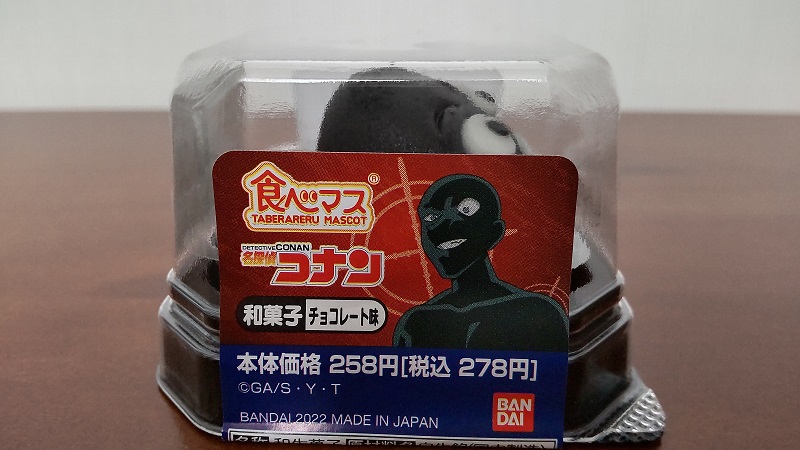 食べマス®
TABERARERU MASCOT
DETECTIVE CONAN
名探偵コナン
和菓子 チョコレート味
本体価格 258円[税込 278円]
©GA/S・Y・T
BANDAI 2022 MADE IN JAPAN
BAN
DAI